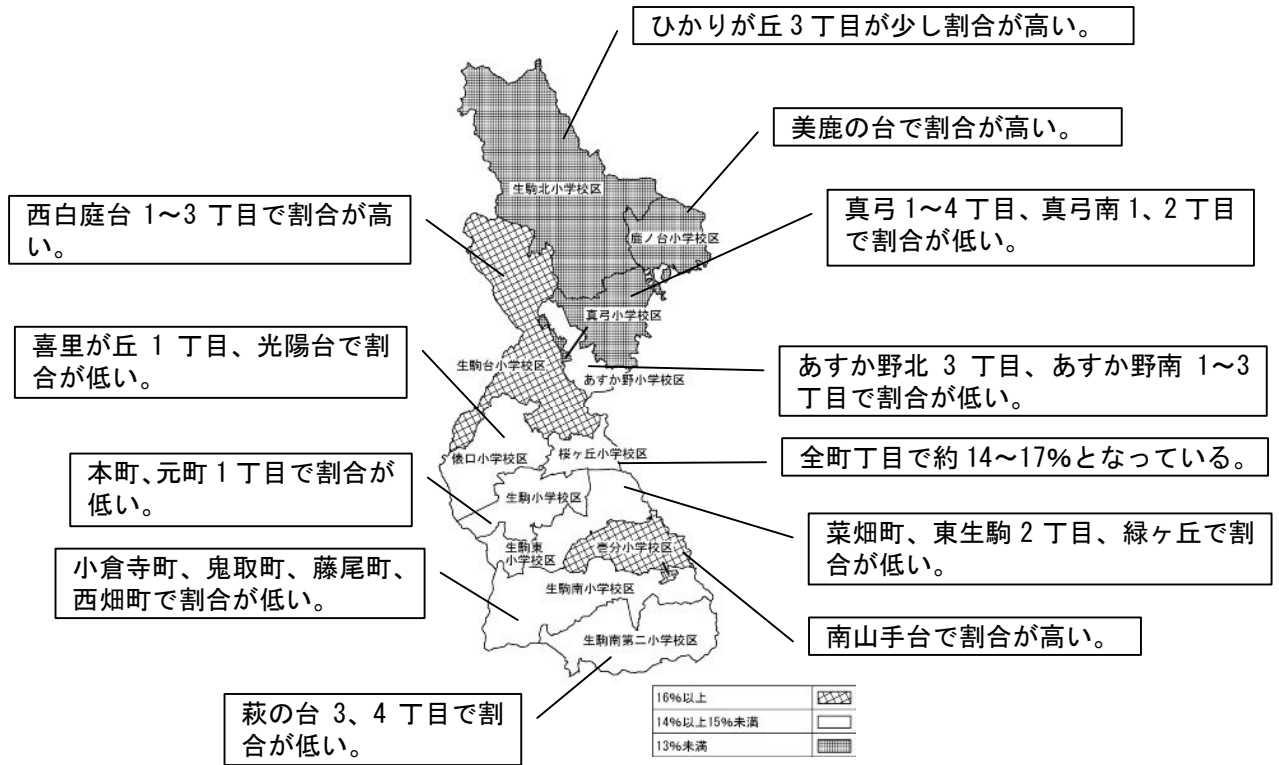 ひかりが丘 3 丁目が少し割合が高い。
美鹿の台で割合が高い。
生駒北小学校区
西白庭台 1～3 丁目で割合が高
い。
真弓 1～4 丁目、真弓南 1、2 丁目
で割合が低い。
鹿ノ台小学校区
真弓小学校区
喜里が丘 1 丁目、光陽台で割
合が低い。
生駒台小学校区
あすか野小学校区
あすか野北 3 丁目、あすか野南 1～3
丁目で割合が低い。
俵口小学校区
桜ヶ丘小学校区
全町丁目で約 14～17%となっている。
本町、元町 1 丁目で割合が
低い。
生駒小学校区
菜畑町、東生駒 2 丁目、緑ヶ丘で割
合が低い。
生駒東
小学校区
壱分小学校区
小倉寺町、鬼取町、藤尾町、
西畑町で割合が低い。
生駒南小学校区
南山手台で割合が高い。
生駒南第二小学校区
萩の台 3、4 丁目で割
合が低い。
16%以上
14%以上15%未満
13%未満